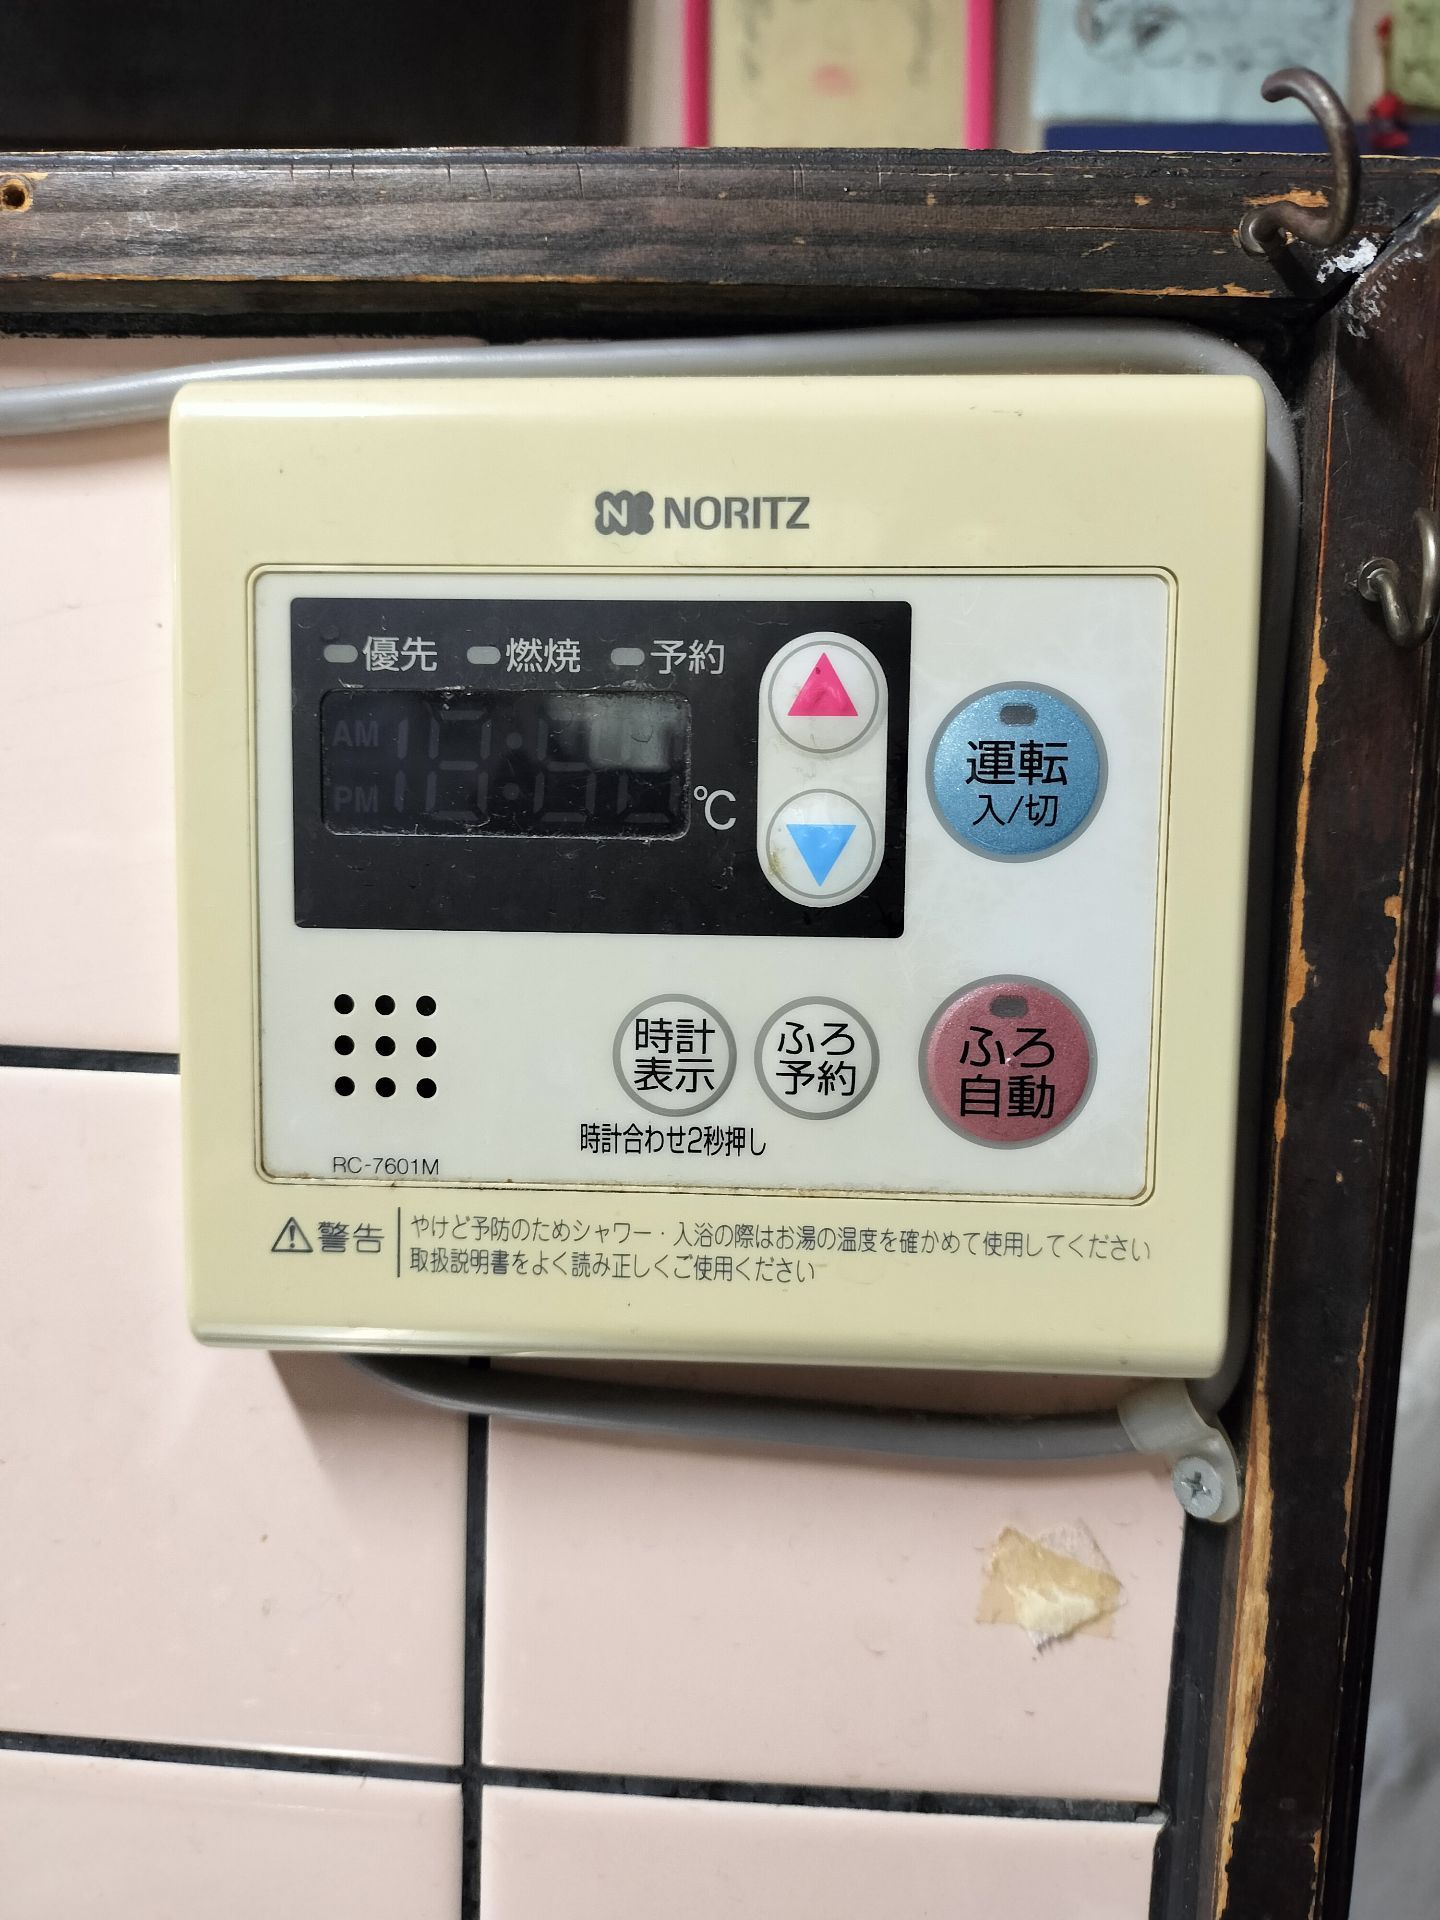 NORITZ
優先 燃焼 予約
AM
PM
℃
運転
入/切
時計
表示
ふろ
予約
ふろ
自動
時計合わせ2秒押し
RC-7601M
警告
やけど予防のためシャワー・入浴の際はお湯の温度を確かめて使用してください
取扱説明書をよく読み正しくご使用ください